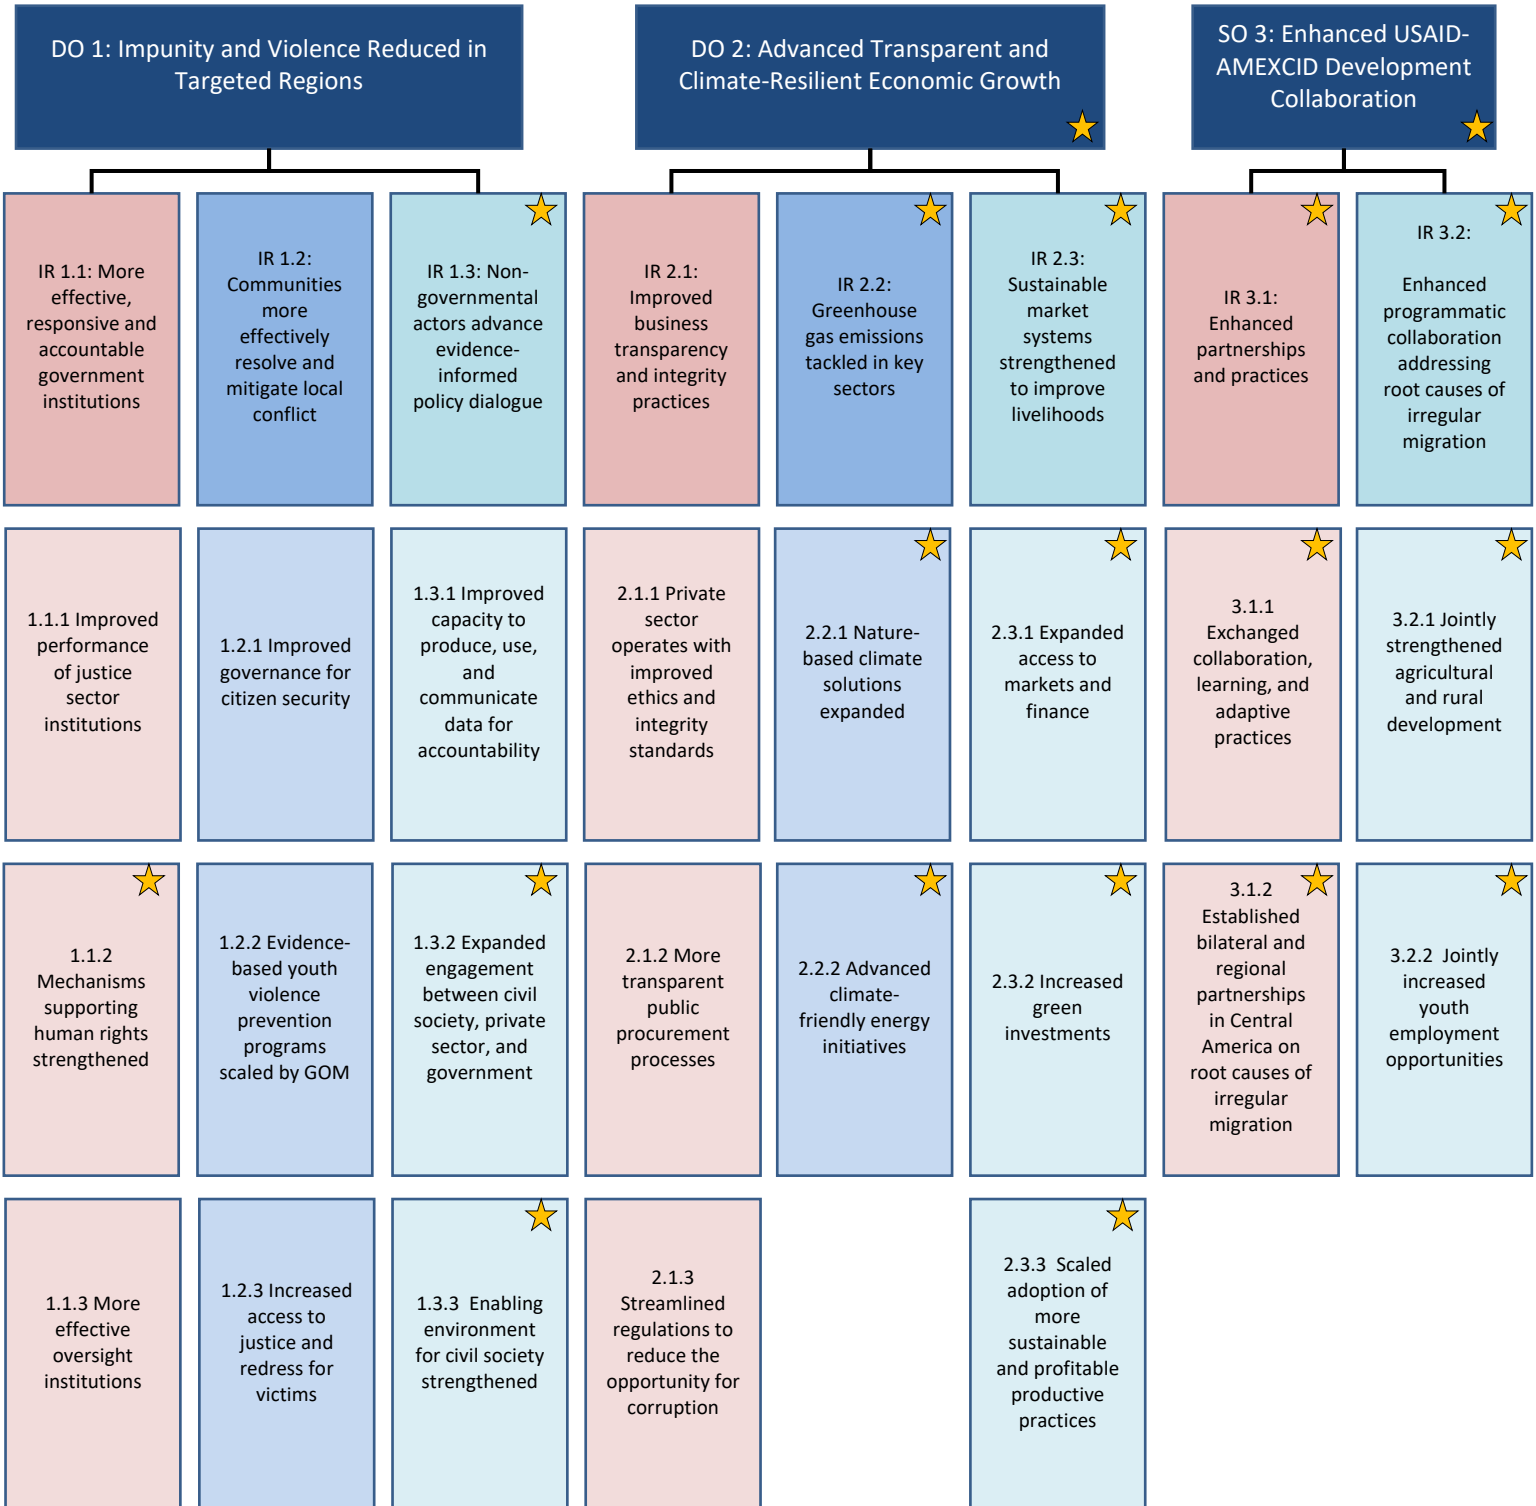 DO 1: Impunity and Violence Reduced in
Targeted Regions
DO 2: Advanced Transparent and
Climate-Resilient Economic Growth
SO 3: Enhanced USAID-
AMEXCID Development
Collaboration
IR 1.1: More
effective,
responsive and
accountable
government
institutions
IR 1.2:
Communities
more
effectively
resolve and
mitigate local
conflict
IR 1.3: Non-
governmental
actors advance
evidence-
informed
policy dialogue
IR 2.1:
Improved
business
transparency
and integrity
practices
IR 2.2:
Greenhouse
gas emissions
tackled in key
sectors
IR 2.3:
Sustainable
market
systems
strengthened
to improve
livelihoods
IR 3.1:
Enhanced
partnerships
and practices
IR 3.2:
Enhanced
programmatic
collaboration
addressing
root causes of
irregular
migration
1.1.1 Improved
performance
of justice
sector
institutions
1.2.1 Improved
governance for
citizen security
1.3.1 Improved
capacity to
produce, use,
and
communicate
data for
accountability
2.1.1 Private
sector
operates with
improved
ethics and
integrity
standards
2.2.1 Nature-
based climate
solutions
expanded
2.3.1 Expanded
access to
markets and
finance
3.1.1
Exchanged
collaboration,
learning, and
adaptive
practices
3.2.1 Jointly
strengthened
agricultural
and rural
development
1.1.2
Mechanisms
supporting
human rights
strengthened
1.2.2 Evidence-
based youth
violence
prevention
programs
scaled by GOM
1.3.2 Expanded
engagement
between civil
society, private
sector, and
government
2.1.2 More
transparent
public
procurement
processes
2.2.2 Advanced
climate-
friendly energy
initiatives
2.3.2 Increased
green
investments
3.1.2
Established
bilateral and
regional
partnerships
in Central
America on
root causes of
irregular
migration
3.2.2 Jointly
increased
youth
employment
opportunities
1.1.3 More
effective
oversight
institutions
1.2.3 Increased
access to
justice and
redress for
victims
1.3.3 Enabling
environment
for civil society
strengthened
2.1.3
Streamlined
regulations to
reduce the
opportunity for
corruption
2.3.3 Scaled
adoption of
more
sustainable
and profitable
productive
practices